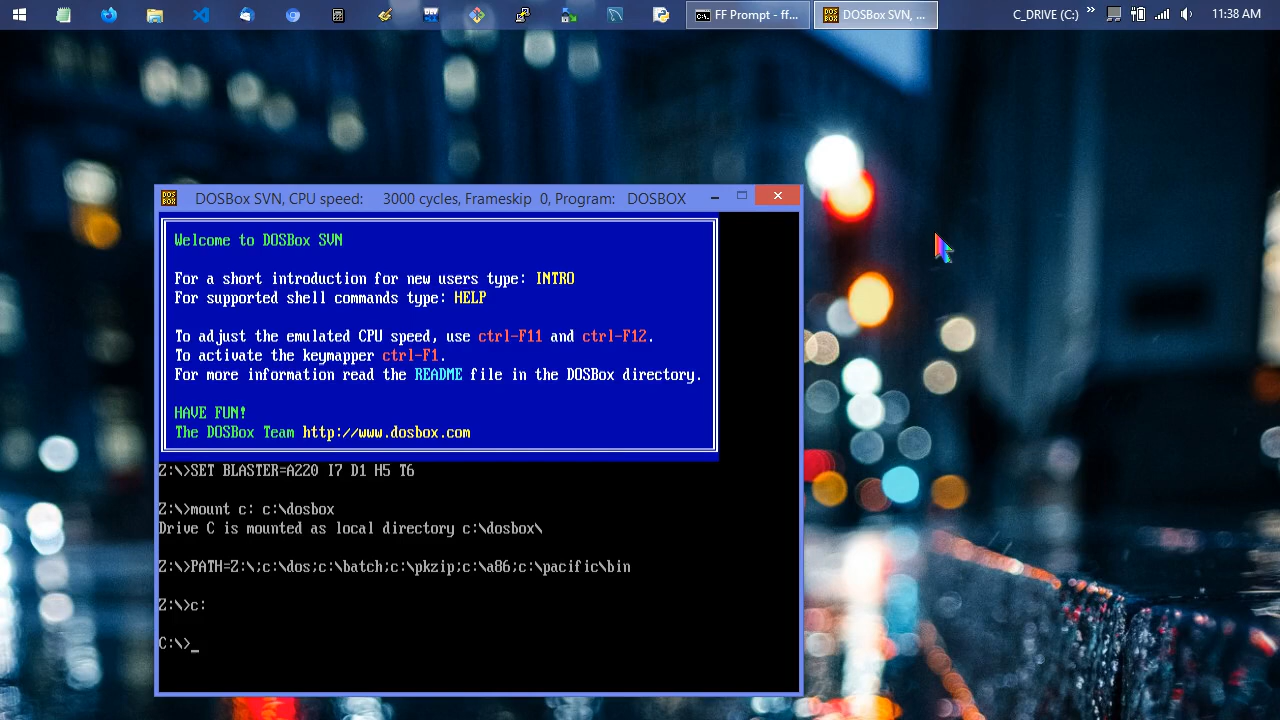 FF Prompt - ff...
DOSBox SVN, ...
C_DRIVE (C:)
11:38 AM
DOSBox SVN, CPU speed: 3000 cycles, Frameskip 0, Program: DOSBOX
Welcome to DOSBox SVN
For a short introduction for new users type: INTRO
For supported shell commands type: HELP
To adjust the emulated CPU speed, use ctrl-F11 and ctrl-F12.
To activate the keymapper ctrl-F1.
For more information read the README file in the DOSBox directory.
HAVE FUN!
The DOSBox Team http://www.dosbox.com
Z:\>SET BLASTER=A220 I7 D1 H5 T6
Z:\>mount c: c:\dosbox
Drive C is mounted as local directory c:\dosbox\
Z:\>PATH=Z:\;c:\dos;c:\batch;c:\pkzip;c:\a86;c:\pacific\bin
Z:\>c:
C:\>_